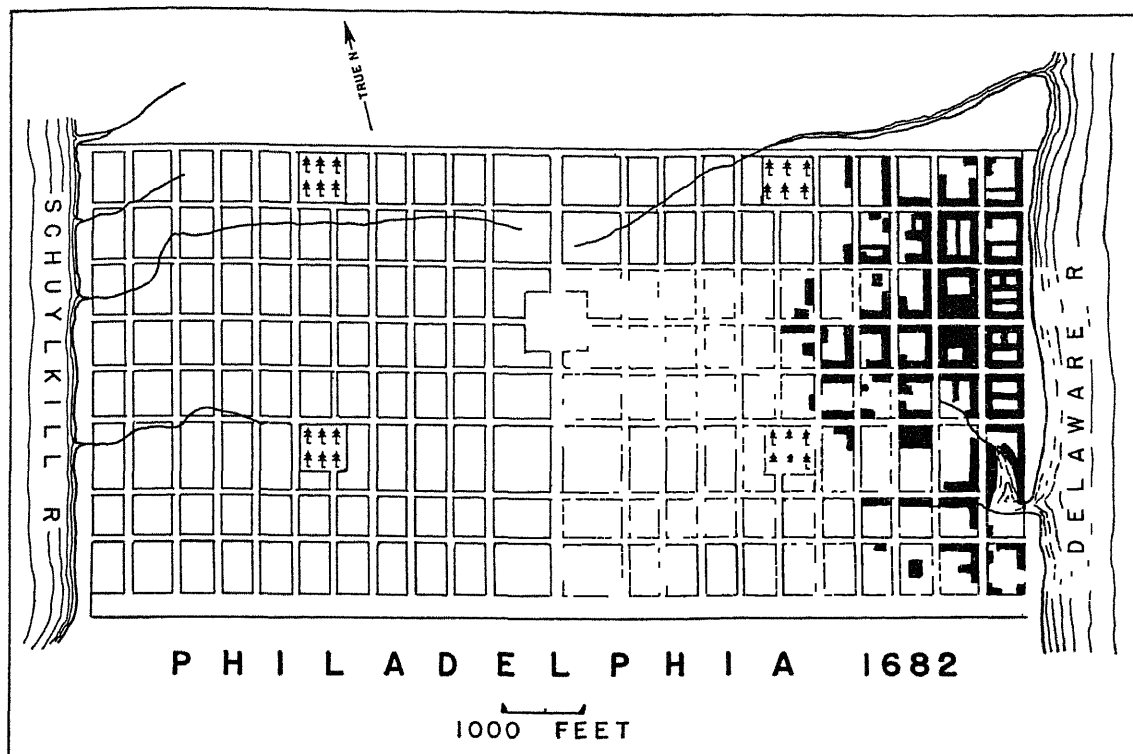 TRUE N
SCHUYLKILL R
DELAWARE R
PHILADELPHIA 1682
1000 FEET